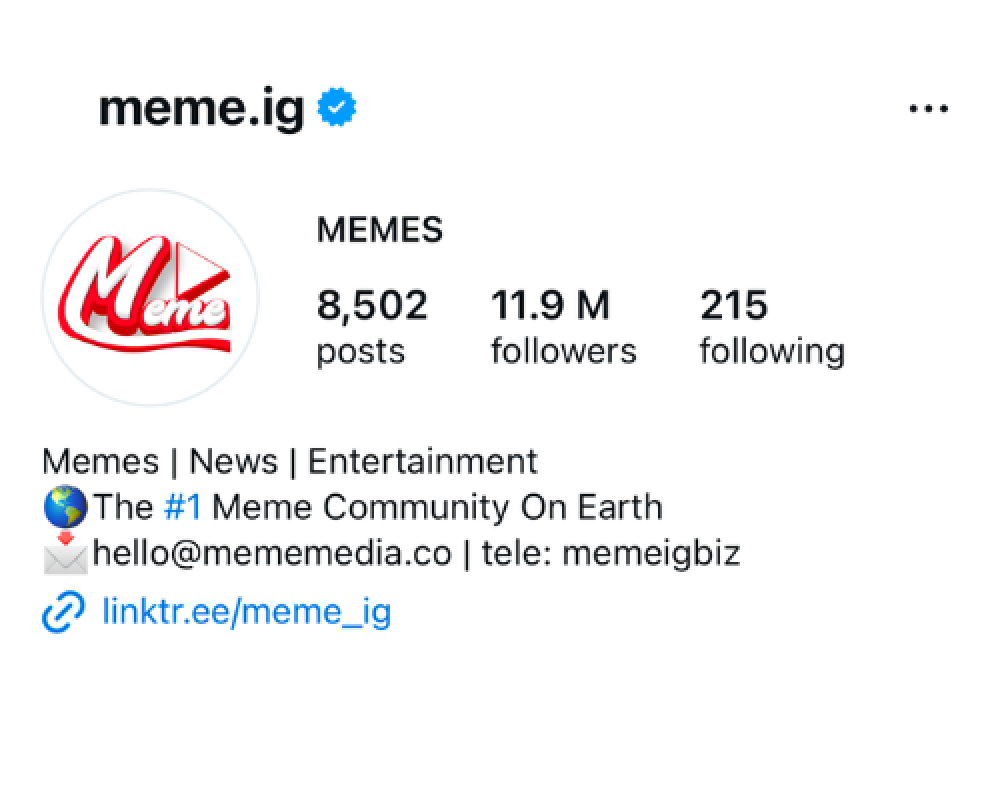 meme.ig
Meme
MEMES
8,502 11.9 M 215
posts followers following
Memes | News | Entertainment
🌎The #1 Meme Community On Earth
📩hello@mememedia.co | tele: memeigbiz
linktr.ee/meme_ig